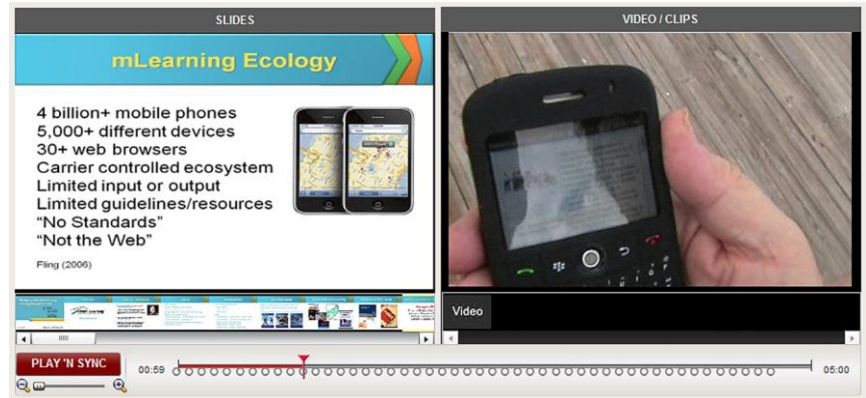 SLIDES
VIDEO / CLIPS
mLearning Ecology
4 billion+ mobile phones
5,000+ different devices
30+ web browsers
Carrier controlled ecosystem
Limited input or output
Limited guidelines/resources
“No Standards”
“Not the Web”
Fling (2006)
Video
PLAY 'N SYNC
00:59
05:00